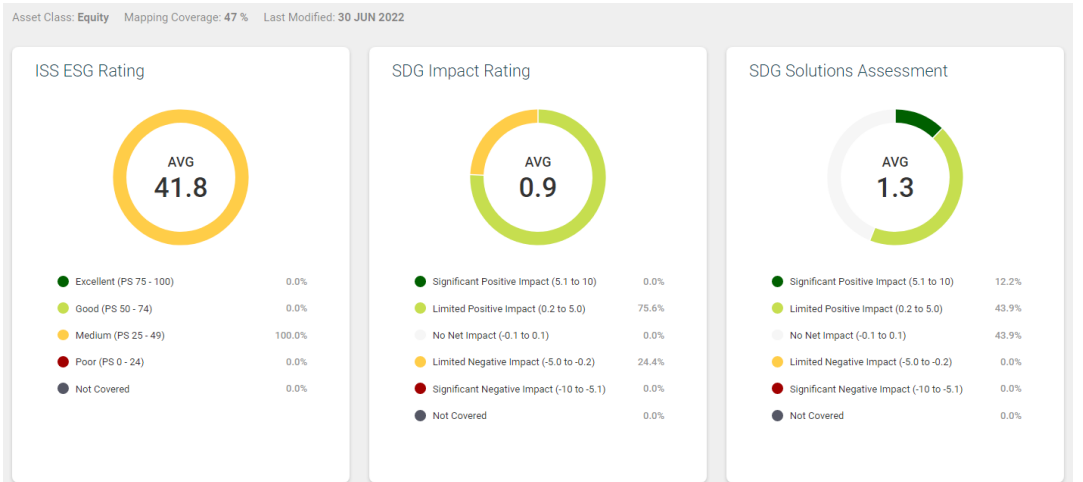 Asset Class: Equity Mapping Coverage: 47 % Last Modified: 30 JUN 2022
ISS ESG Rating
AVG
41.8
Excellent (PS 75 - 100) 0.0%
Good (PS 50 - 74) 0.0%
Medium (PS 25 - 49) 100.0%
Poor (PS 0 - 24) 0.0%
Not Covered 0.0%
SDG Impact Rating
AVG
0.9
Significant Positive Impact (5.1 to 10) 0.0%
Limited Positive Impact (0.2 to 5.0) 75.6%
No Net Impact (-0.1 to 0.1) 0.0%
Limited Negative Impact (-5.0 to -0.2) 24.4%
Significant Negative Impact (-10 to -5.1) 0.0%
Not Covered 0.0%
SDG Solutions Assessment
AVG
1.3
Significant Positive Impact (5.1 to 10) 12.2%
Limited Positive Impact (0.2 to 5.0) 43.9%
No Net Impact (-0.1 to 0.1) 43.9%
Limited Negative Impact (-5.0 to -0.2) 0.0%
Significant Negative Impact (-10 to -5.1) 0.0%
Not Covered 0.0%